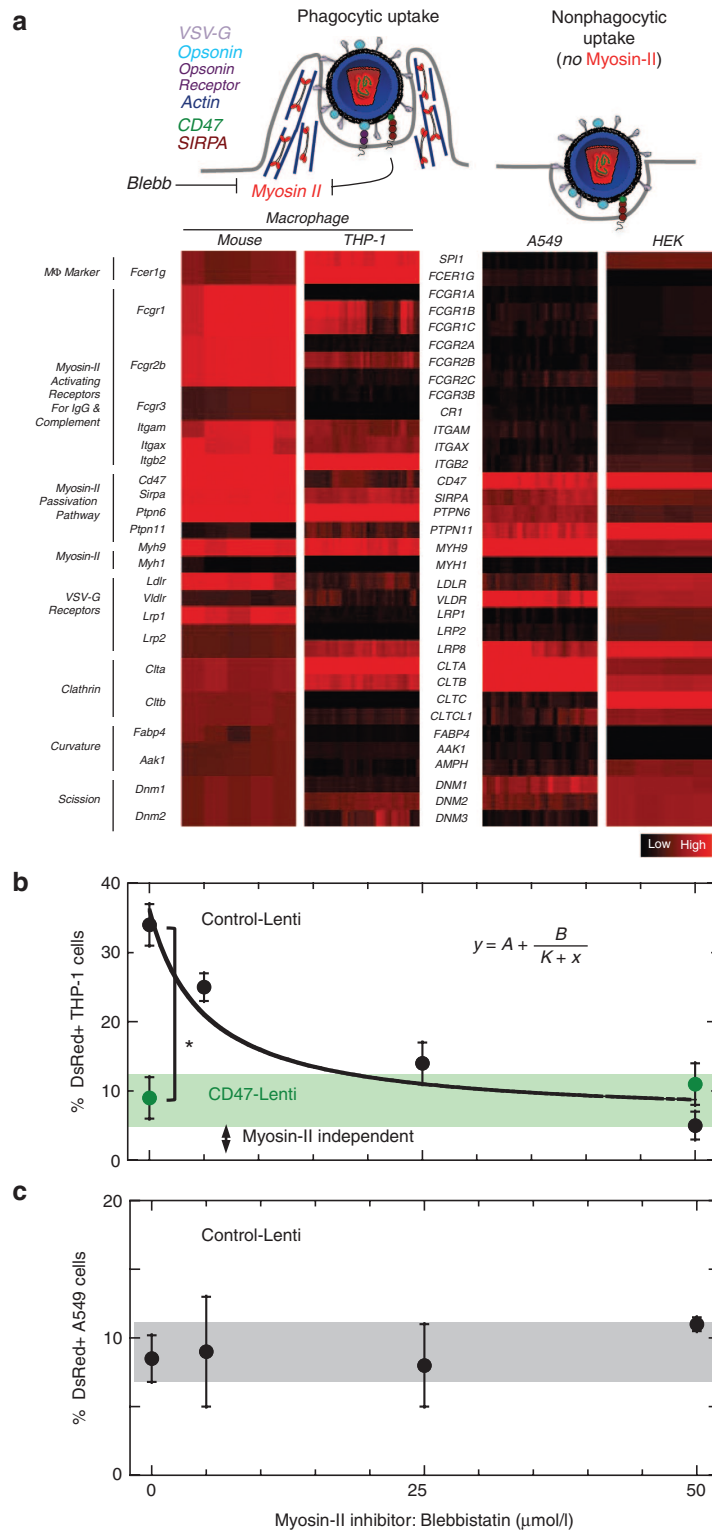 a
VSV-G
Opsonin
Opsonin
Receptor
Actin
CD47
SIRPA
Phagocytic uptake
Nonphagocytic
uptake
(no Myosin-II)
Blebb
Myosin II
Macrophage
Mouse
THP-1
A549
HEK
MΦ Marker
Myosin-II
Activating
Receptors
For IgG &
Complement
Myosin-II
Passivation
Pathway
Myosin-II
VSV-G
Receptors
Clathrin
Curvature
Scission
Fcer1g
Fcgr1
Fcgr2b
Fcgr3
Itgam
Itgax
Itgb2
Cd47
Sirpa
Ptpn6
Ptpn11
Myh9
Myh1
Ldlr
Vldlr
Lrp1
Lrp2
Clta
Cltb
Fabp4
Aak1
Dnm1
Dnm2
SPI1
FCER1G
FCGR1A
FCGR1B
FCGR1C
FCGR2A
FCGR2B
FCGR2C
FCGR3B
CR1
ITGAM
ITGAX
ITGB2
CD47
SIRPA
PTPN6
PTPN11
MYH9
MYH1
LDLR
VLDR
LRP1
LRP2
LRP8
CLTA
CLTB
CLTC
CLTCL1
FABP4
AAK1
AMPH
DNM1
DNM2
DNM3
Low High
b
% DsRed+ THP-1 cells
40
30
20
10
0
Control-Lenti
y = A + B / (K + x)
*
CD47-Lenti
Myosin-II independent
c
% DsRed+ A549 cells
20
10
0
Control-Lenti
0
25
50
Myosin-II inhibitor: Blebbistatin (μmol/l)